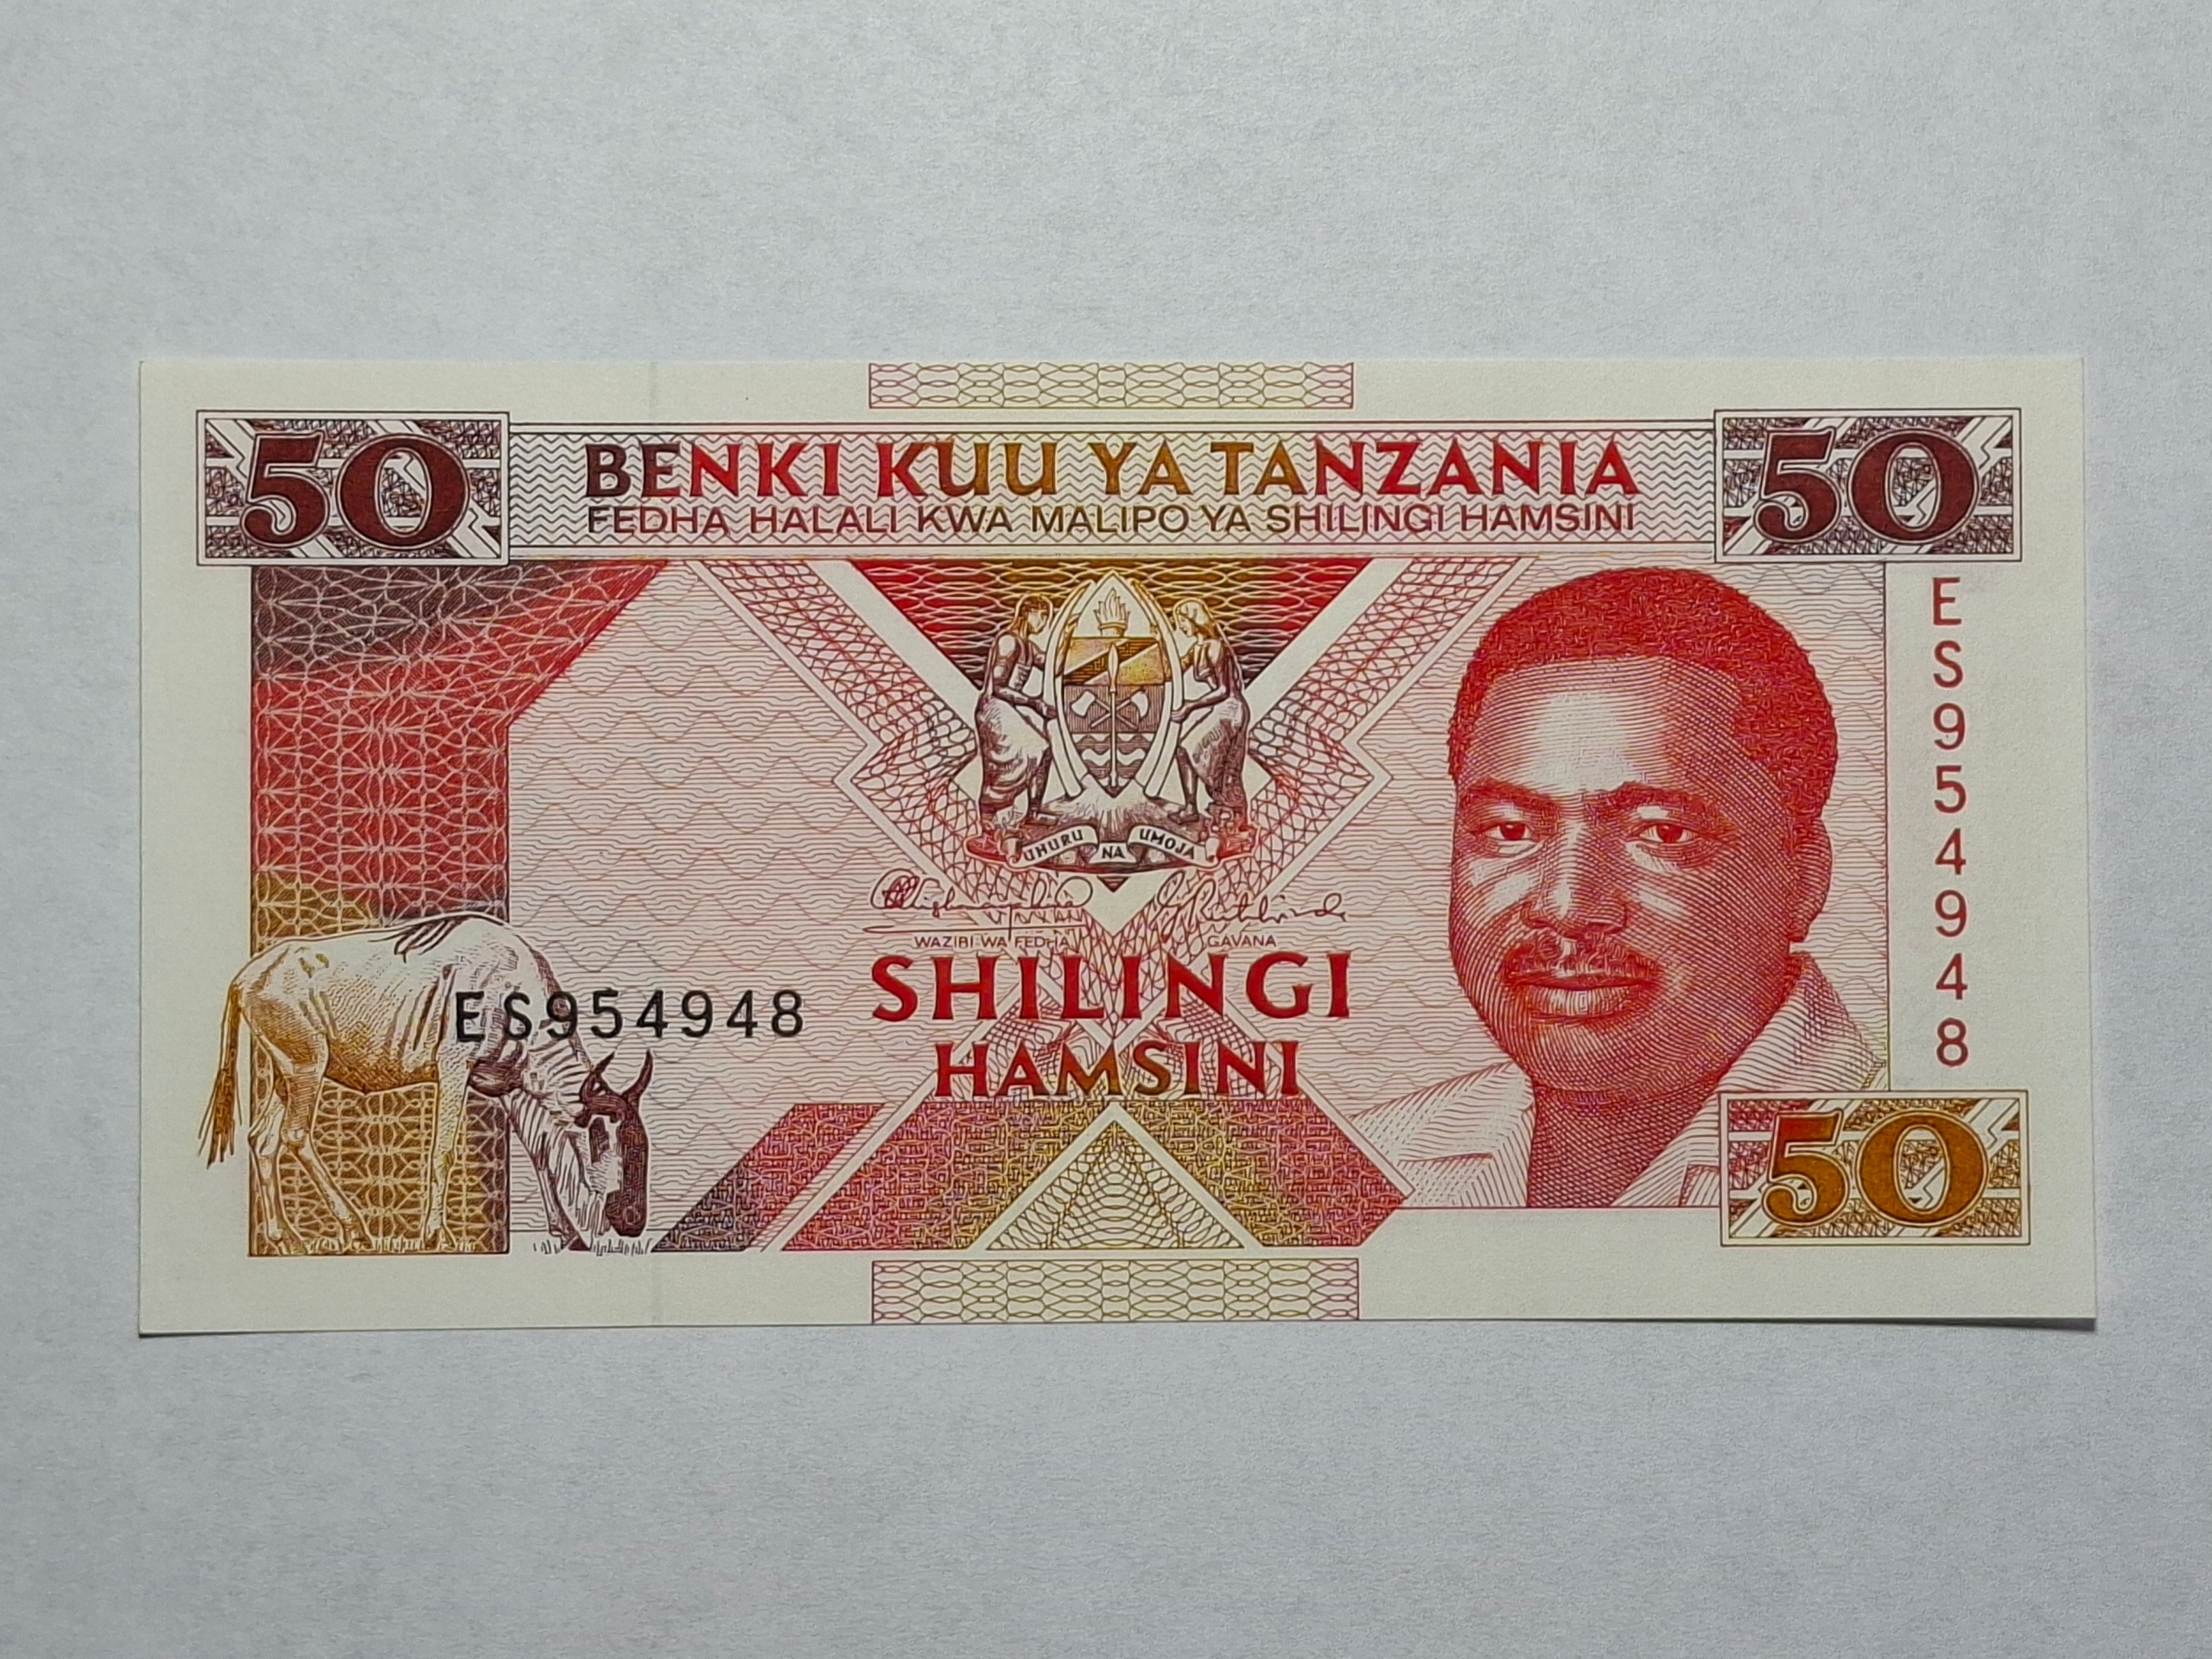 50
BENKI KUU YA TANZANIA
50
FEDHA HALALI KWA MALIPO YA SHILINGI HAMSINI
ES954948
UHURU NA UMOJA
WAZIRI WA FEDHA
GAVANA
SHILINGI
ES954948
HAMSINI
50